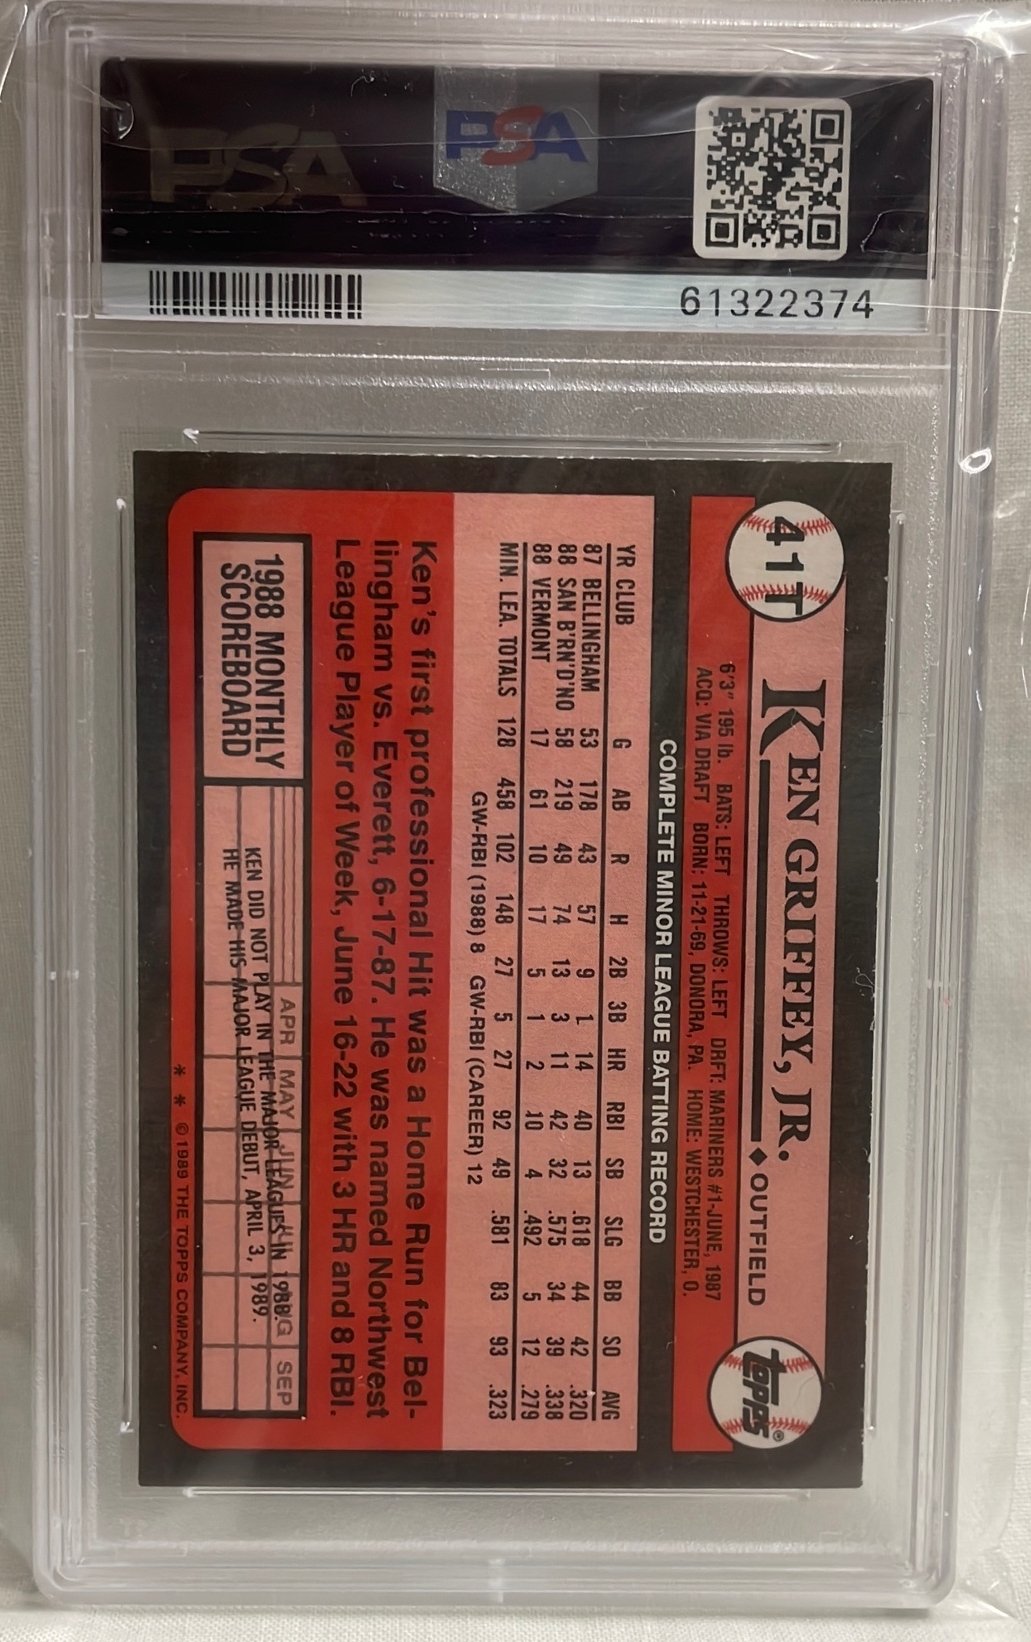 PSA
PSA
61322374
41T
KEN GRIFFEY, JR. ◆ OUTFIELD
6'3" 195 lb. BATS: LEFT THROWS: LEFT DRFT: MARINERS #1-JUNE, 1987
ACQ: VIA DRAFT BORN: 11-21-69, DONORA, PA. HOME: WESTCHESTER, O.
Topps®
COMPLETE MINOR LEAGUE BATTING RECORD
YR CLUB G AB R H 2B 3B HR RBI SB SLG BB SO AVG
87 BELLINGHAM 53 178 43 57 9 1 14 40 13 .618 44 42 .320
88 SAN B'RN'D'NO 58 219 49 74 13 3 11 42 32 .575 34 39 .338
88 VERMONT 17 61 10 17 5 1 2 10 4 .492 5 12 .279
MIN. LEA. TOTALS 128 458 102 148 27 5 27 92 49 .581 83 93 .323
GW-RBI (1988) 8 GW-RBI (CAREER) 12
Ken's first professional Hit was a Home Run for Bel-
lingham vs. Everett, 6-17-87. He was named Northwest
League Player of Week, June 16-22 with 3 HR and 8 RBI.
1988 MONTHLY
SCOREBOARD
APR MAY JUN JUL AUG SEP
KEN DID NOT PLAY IN THE MAJOR LEAGUES IN 1988.
HE MADE HIS MAJOR LEAGUE DEBUT, APRIL 3, 1989.
* * ©1989 THE TOPPS COMPANY, INC.